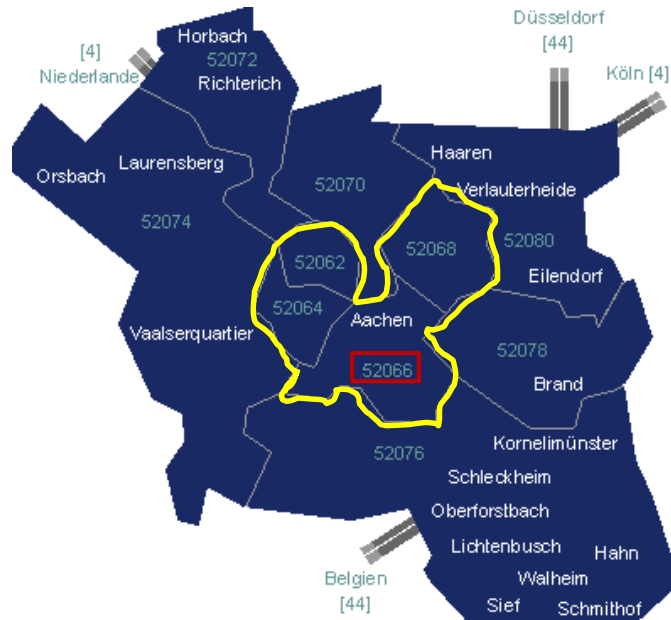 Düsseldorf
[44]
Horbach
[4]
Niederlande
52072
Richterich
Köln [4]
Haaren
Laurensberg
Orsbach
52070
Verlauterheide
52074
52068
52080
52062
Eilendorf
52064
Aachen
Vaalserquartier
52078
52066
Brand
Kornelimünster
52076
Schleckheim
Oberforstbach
Lichtenbusch
Hahn
Walheim
Belgien
[44]
Sief
Schmithof